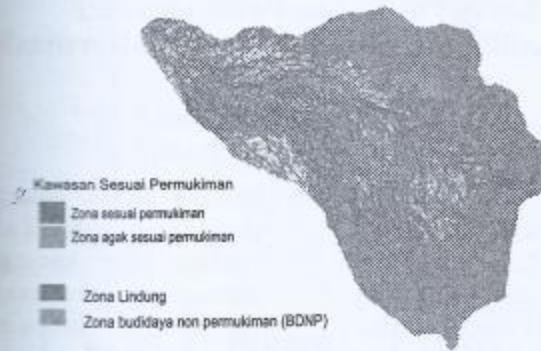 Kawasan Sesuai Permukiman
Zona sesuai permukiman
Zona agak sesuai permukiman
Zona Lindung
Zona budidaya non permukiman (BDNP)